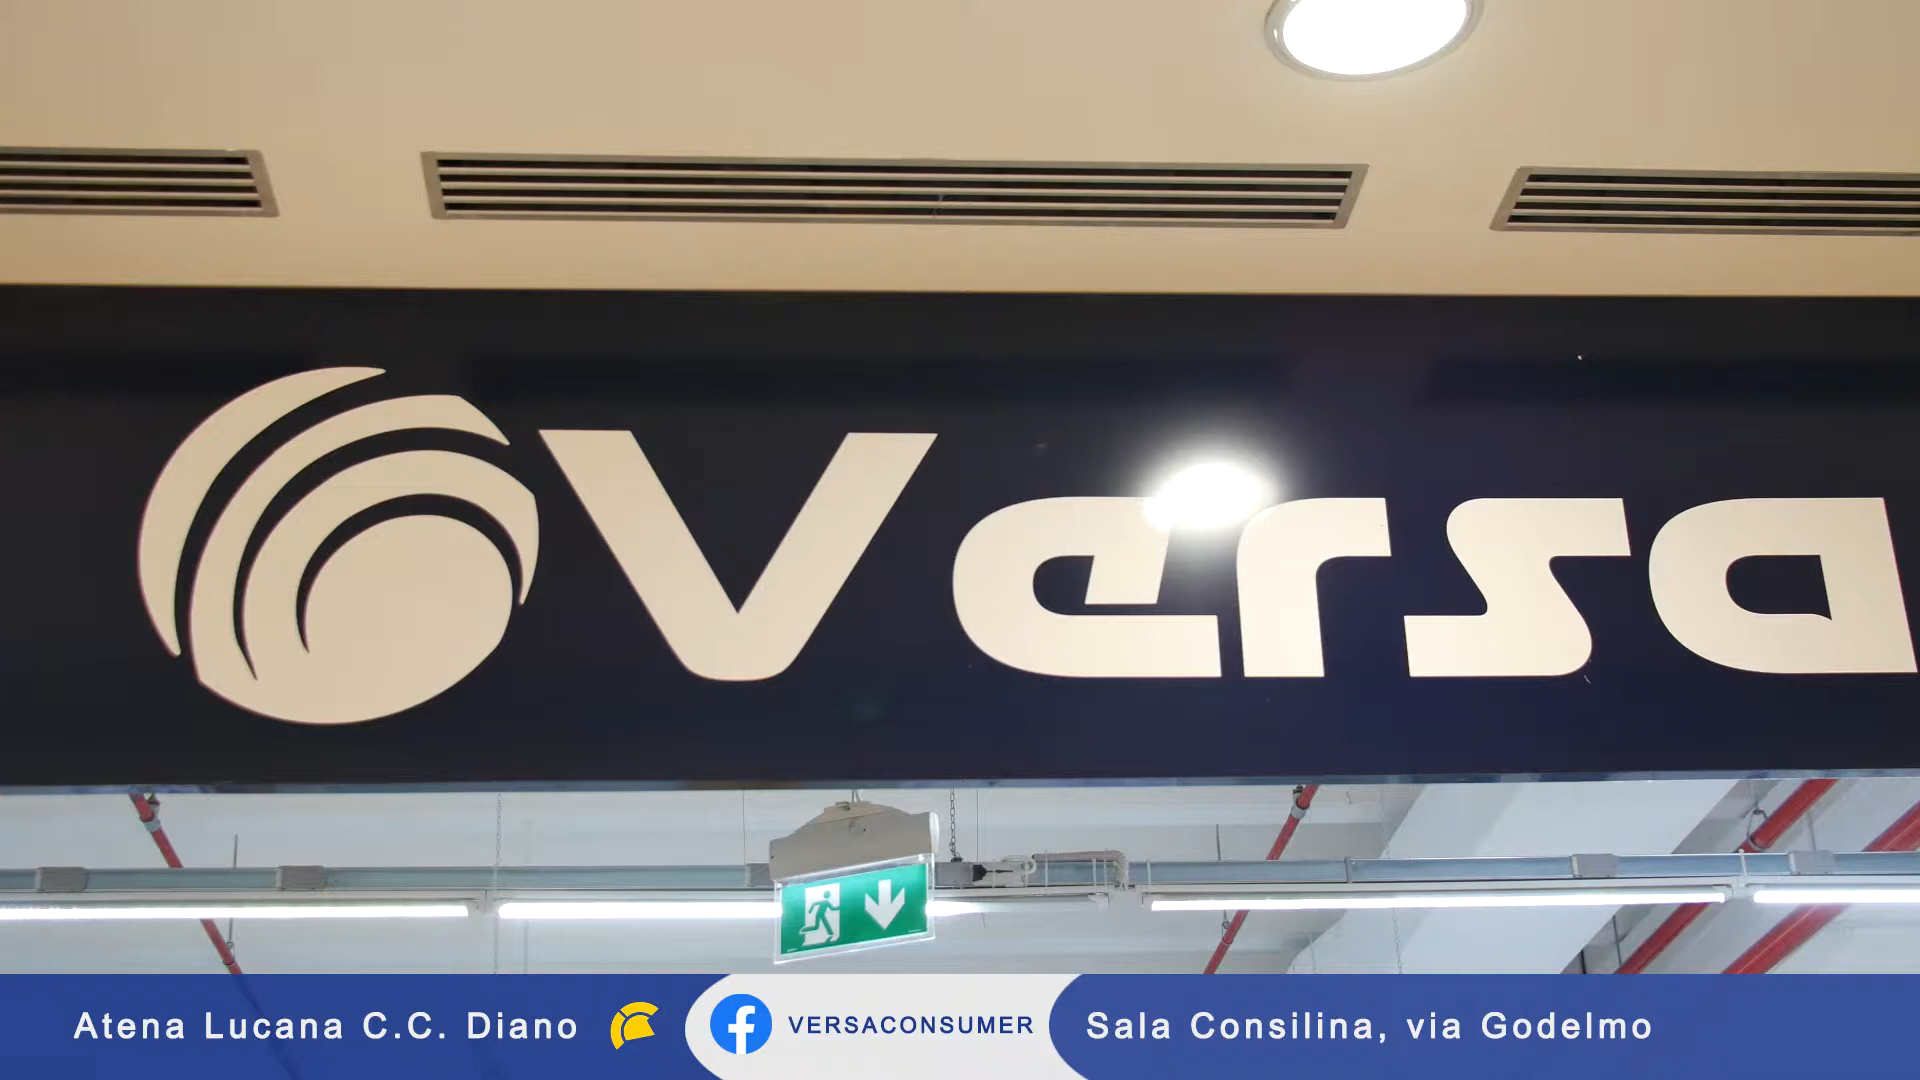 Versa
Atena Lucana C.C. Diano
VERSACONSUMER
Sala Consilina, via Godelmo